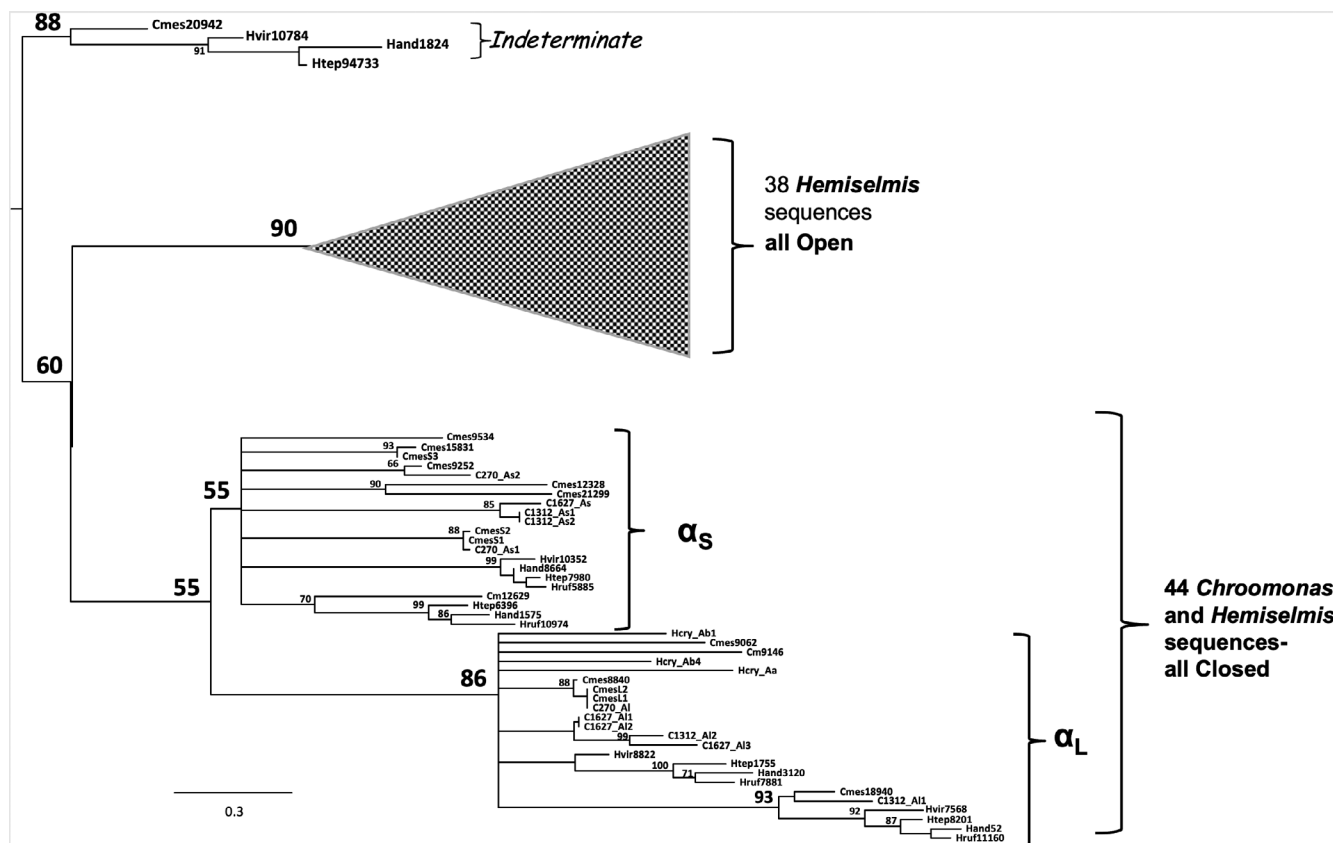 88
Cmes20942
Hvir10784
91
Hand1824
Htep94733
Indeterminate
90
38 Hemiselmis
sequences
all Open
60
Cmes9534
93
Cmes15831
CmesS3
66
Cmes9252
C270_As2
90
Cmes12328
Cmes21299
85
C1627_As
C1312_As1
C1312_As2
55
88
CmesS2
CmesS1
C270_As1
99
Hvir10352
Hand8664
Htep7980
Hruf5885
70
Cm12629
99
Htep6396
86
Hand1575
Hruf10974
αS
55
Hcry_Ab1
Cmes9062
Cm9146
Hcry_Ab4
Hcry_Aa
86
88
Cmes8840
CmesL2
CmesL1
C270_Al
C1627_Al1
C1627_Al2
99
C1312_Al2
C1627_Al3
Hvir8822
100
Htep1755
71
Hand3120
Hruf7881
93
Cmes18940
C1312_Al1
92
Hvir7568
87
Htep8201
Hand52
Hruf11160
αL
44 Chroomonas
and Hemiselmis
sequences-
all Closed
0.3